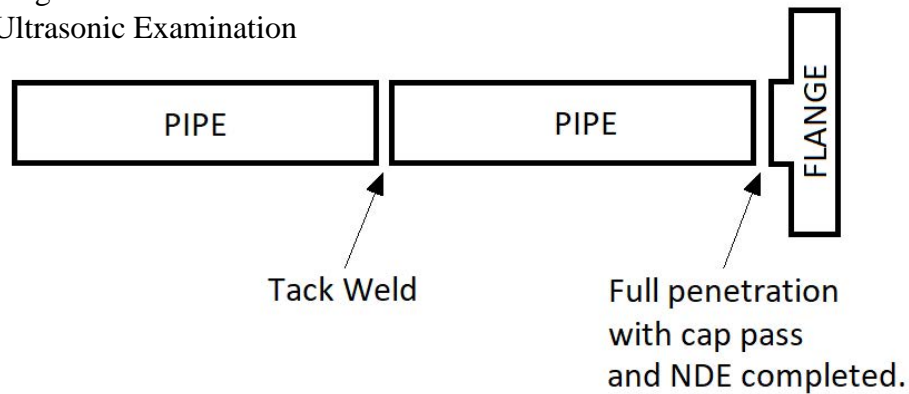 Ultrasonic Examination
PIPE
PIPE
FLANGE
Tack Weld
Full penetration
with cap pass
and NDE completed.